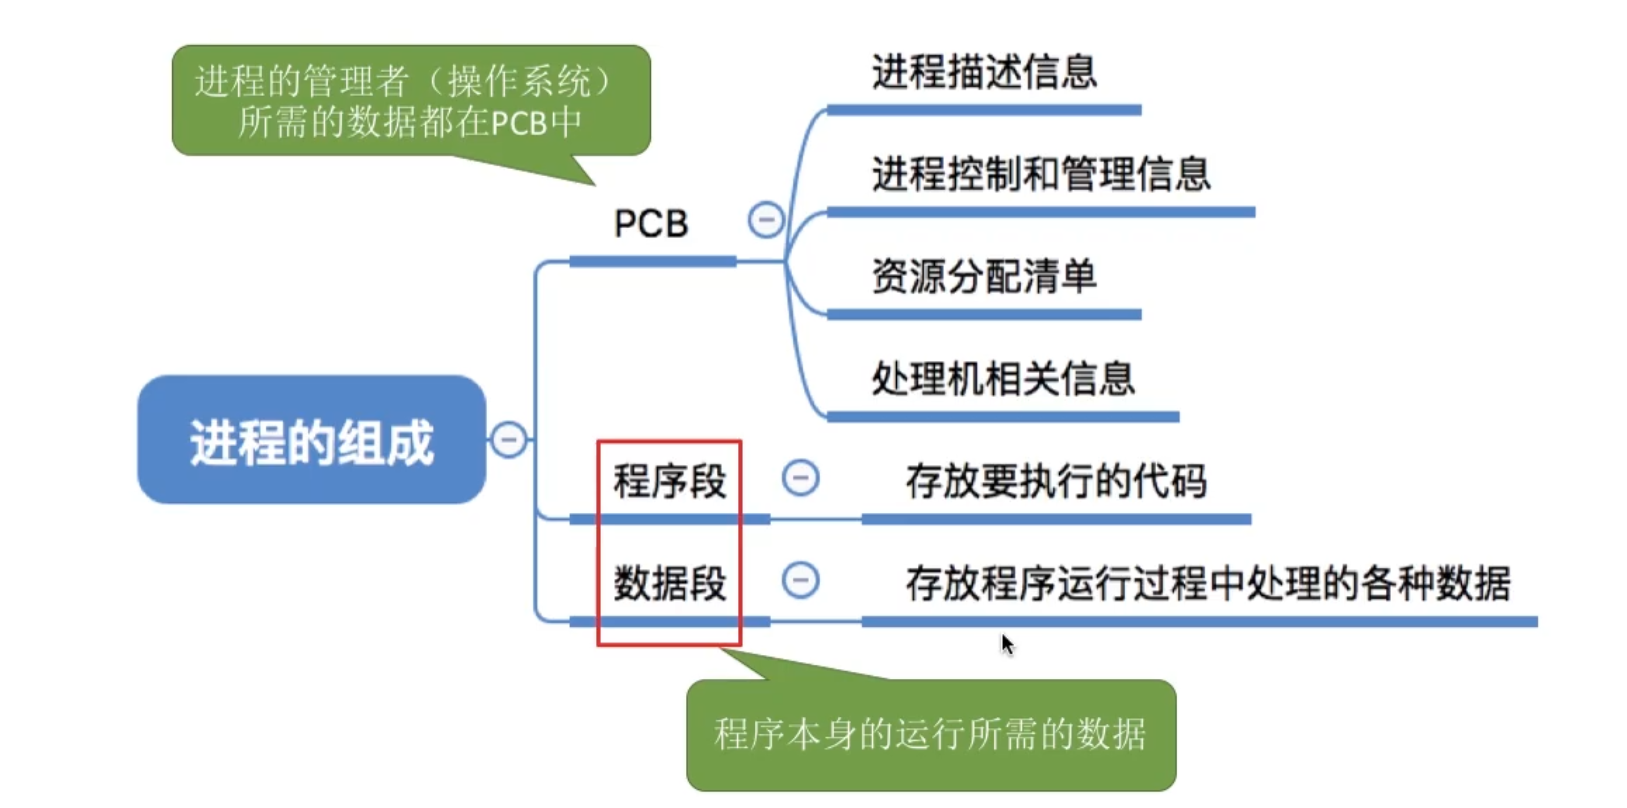 进程的管理者（操作系统）
所需的数据都在PCB中
进程描述信息
进程控制和管理信息
PCB
资源分配清单
处理机相关信息
进程的组成
程序段
存放要执行的代码
数据段
存放程序运行过程中处理的各种数据
程序本身的运行所需的数据